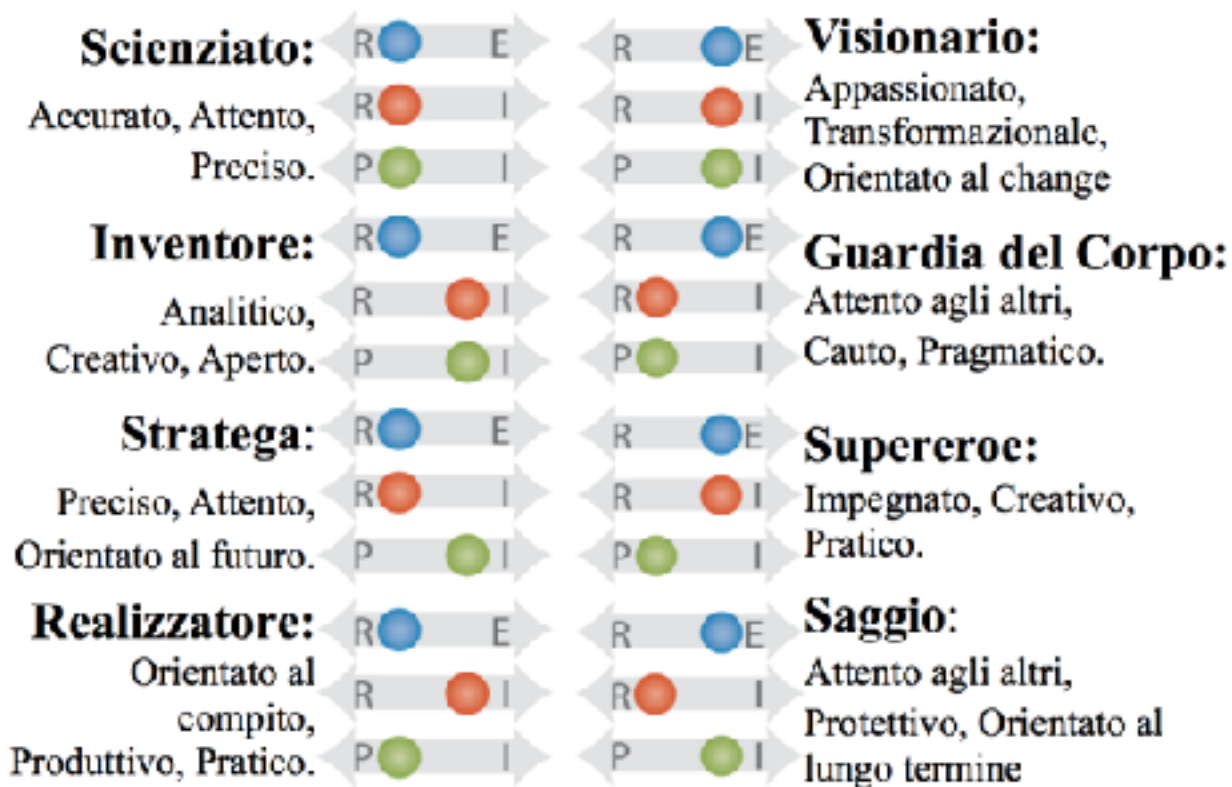 Scienziato:
R E
Accurato, Attento,
R I
Preciso.
P I
Visionario:
R E
Appassionato,
R I
Transformazionale,
P I
Orientato al change
Inventore:
R E
Analitico,
R I
Creativo, Aperto.
P I
Guardia del Corpo:
R E
Attento agli altri,
R I
Cauto, Pragmatico.
P I
Stratega:
R E
Preciso, Attento,
R I
Orientato al futuro.
P I
Supereroe:
R E
Impegnato, Creativo,
R I
Pratico.
P I
Realizzatore:
R E
Orientato al
R I
compito,
Produttivo, Pratico.
P I
Saggio:
R E
Attento agli altri,
R I
Protettivo, Orientato al
P I
lungo termine